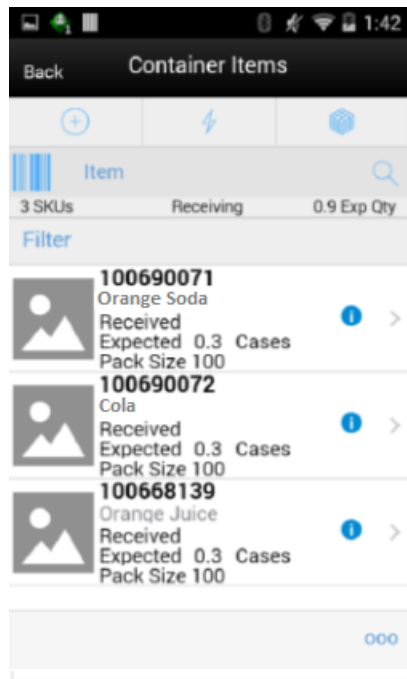 1:42
Back Container Items
Item
3 SKUs Receiving 0.9 Exp Qty
Filter
100690071
Orange Soda
Received
Expected 0.3 Cases
Pack Size 100
100690072
Cola
Received
Expected 0.3 Cases
Pack Size 100
100668139
Orange Juice
Received
Expected 0.3 Cases
Pack Size 100